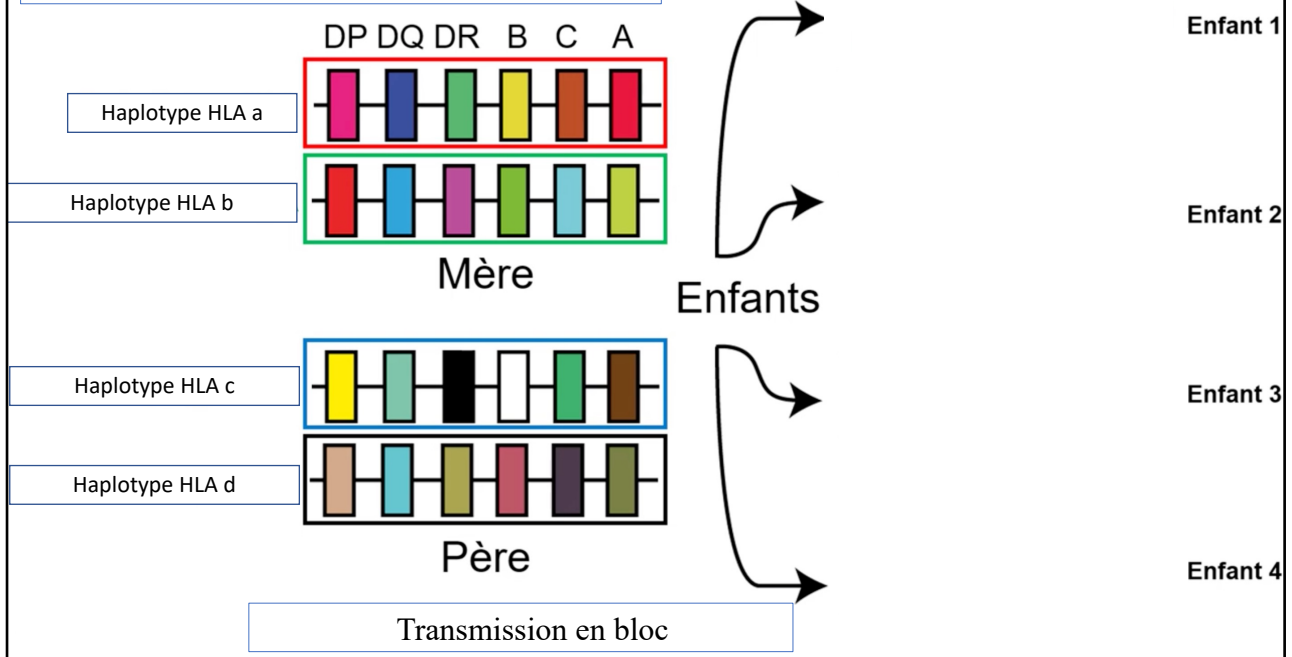 DP DQ DR B C A
Haplotype HLA a
Haplotype HLA b
Mère
Haplotype HLA c
Haplotype HLA d
Père
Transmission en bloc
Enfants
Enfant 1
Enfant 2
Enfant 3
Enfant 4